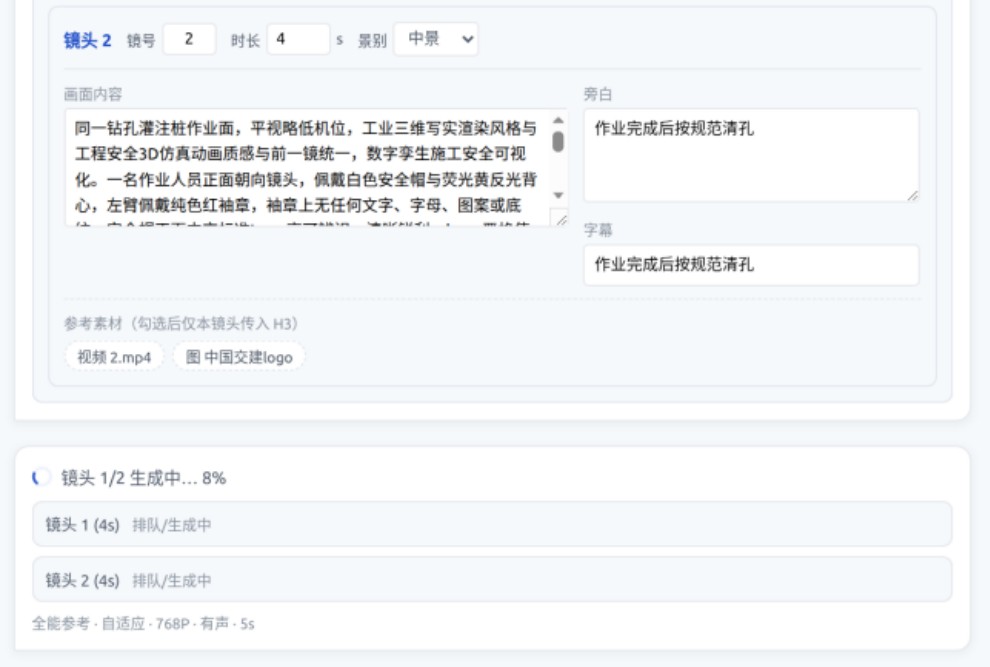 镜头 2 镜号 2 时长 4 s 景别 中景
画面内容
同一钻孔灌注桩作业面，平视略低机位，工业三维写实渲染风格与
工程安全3D仿真动画质感与前一镜统一，数字孪生施工安全可视
化。一名作业人员正面朝向镜头，佩戴白色安全帽与荧光黄反光背
心，左臂佩戴纯色红袖章，袖章上无任何文字、字母、图案或底
旁白
作业完成后按规范清孔
字幕
作业完成后按规范清孔
参考素材（勾选后仅本镜头传入 H3）
视频 2.mp4 图 中国交建logo
镜头 1/2 生成中... 8%
镜头 1 (4s) 排队/生成中
镜头 2 (4s) 排队/生成中
全能参考 · 自适应 · 768P · 有声 · 5s